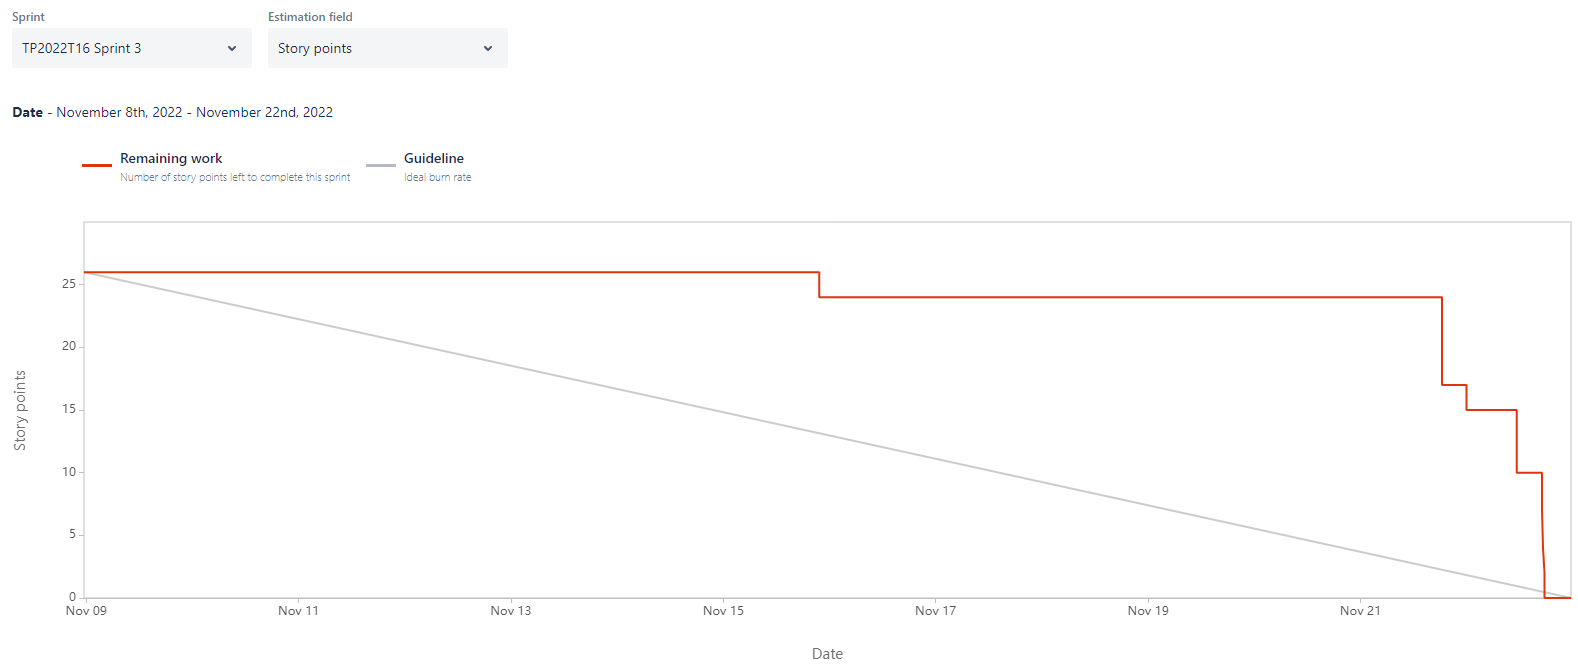 Sprint
Estimation field
TP2022T16 Sprint 3
Story points
Date - November 8th, 2022 - November 22nd, 2022
Remaining work
Number of story points left to complete this sprint
Guideline
Ideal burn rate
25
20
15
10
5
0
Story points
Nov 09
Nov 11
Nov 13
Nov 15
Nov 17
Nov 19
Nov 21
Date